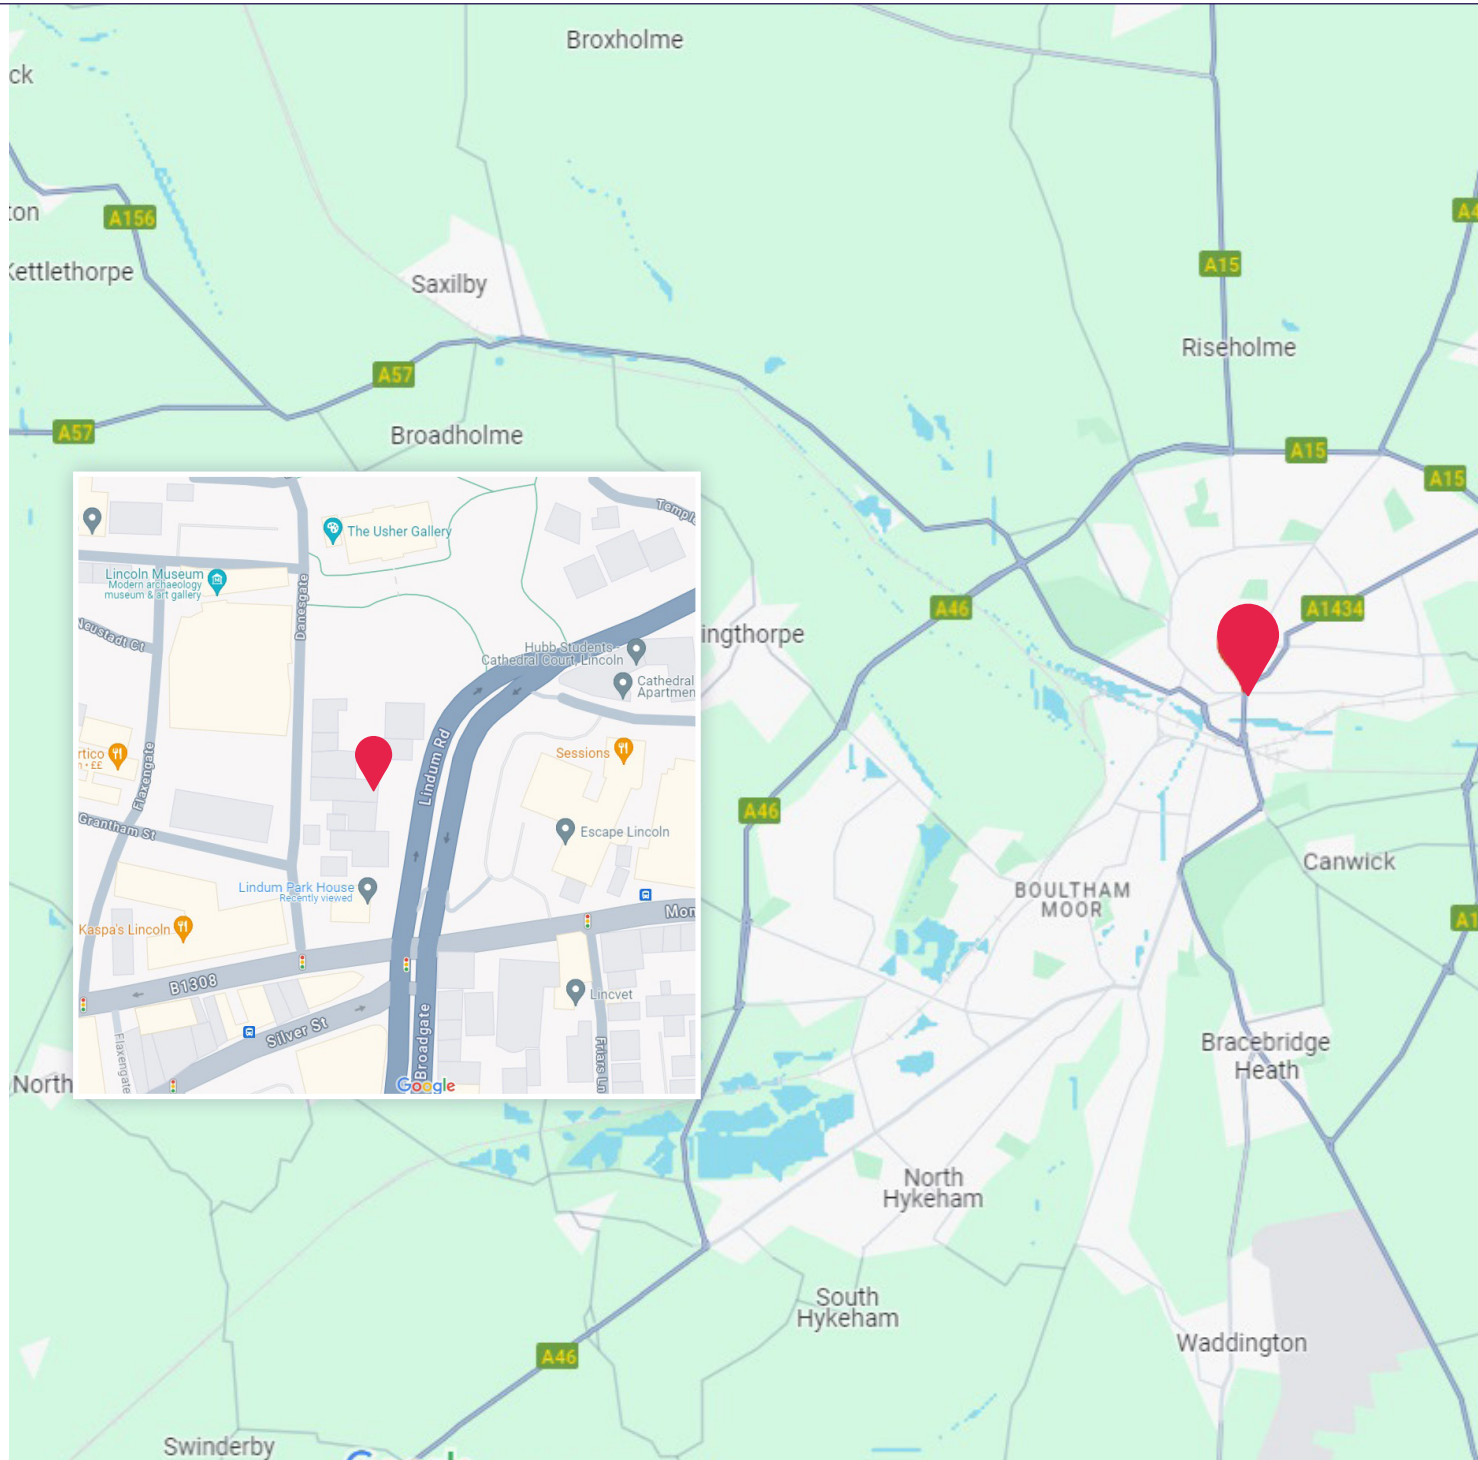 Broxholme
ck
A156
ton
A4
Kettlethorpe
A15
Saxilby
Riseholme
A57
A57
Broadholme
A15
A15
The Usher Gallery
Temple
Lincoln Museum
Modern archaeology
museum & art gallery
Danesgate
Neustadt Ct
Hubb Students -
Cathedral Court, Lincoln
Cathedral
Apartmen
A46
A1434
ingthorpe
Lindum Rd
Sessions
rtico
n • ££
Flaxengate
Grantham St
Escape Lincoln
A46
Lindum Park House
Recently viewed
Kaspa's Lincoln
Mon
B1308
Silver St
Lincvet
Flaxengate
Broadgate
Friars Ln
Google
Canwick
BOULTHAM
MOOR
A1
Bracebridge
Heath
North
North
Hykeham
South
Hykeham
Waddington
A46
Swinderby